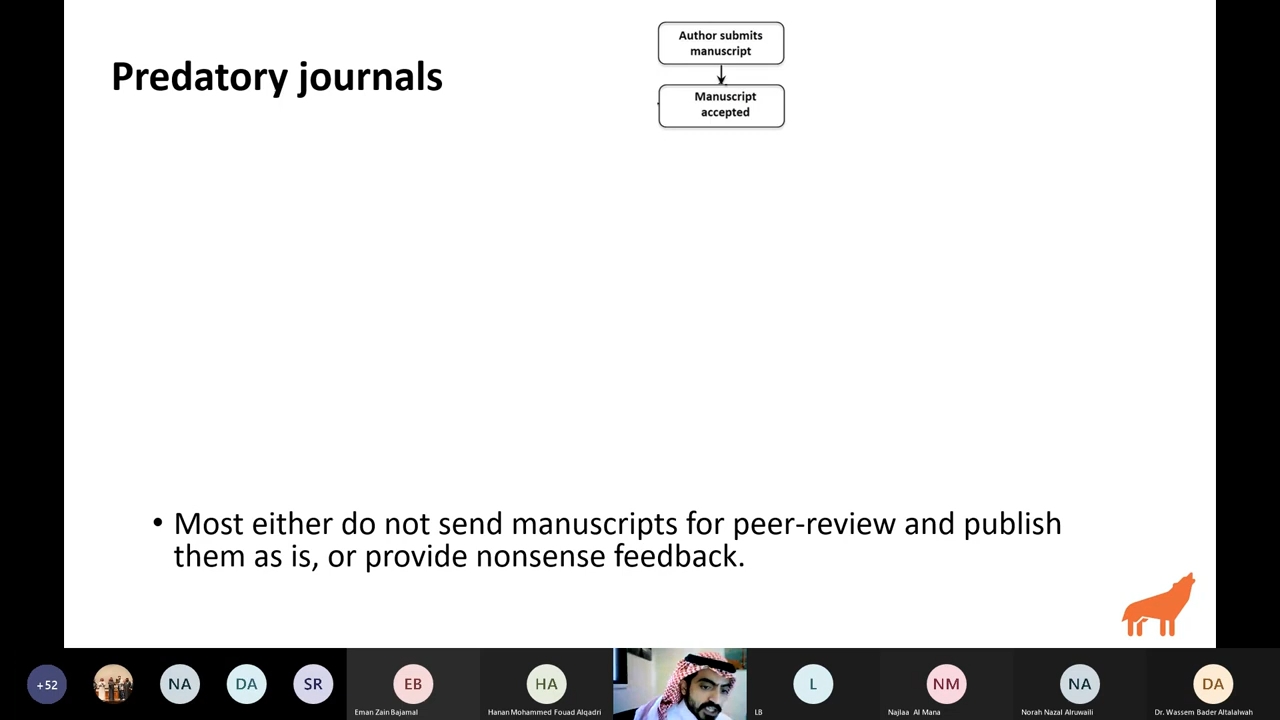 Author submits
manuscript
Predatory journals
Manuscript
accepted
• Most either do not send manuscripts for peer-review and publish
them as is, or provide nonsense feedback.
+52
NA
DA
SR
EB
HA
L
NM
NA
DA
Eman Zain Bajamal
Hanan Mohammed Fouad Alqadri
LB
Najlaa Al Mana
Norah Nazal Alruwaili
Dr. Wassem Bader Altalalwah